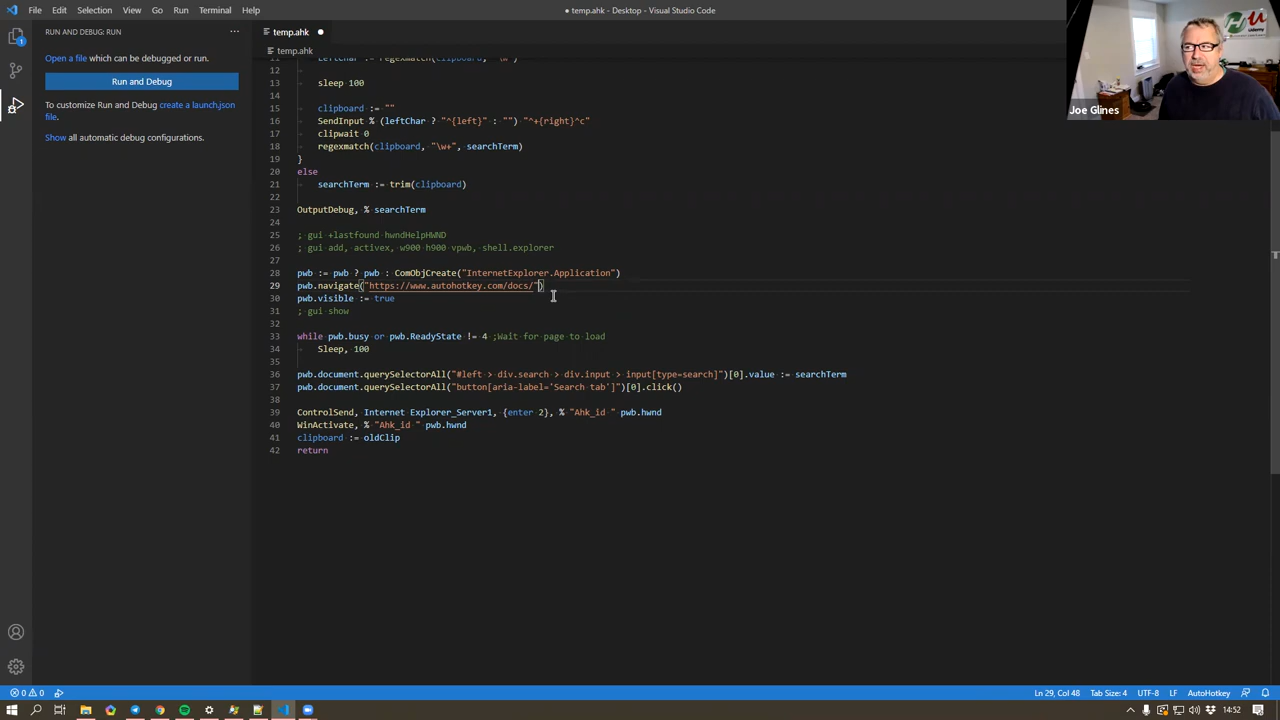 File Edit Selection View Go Run Terminal Help
● temp.ahk - Desktop - Visual Studio Code
RUN AND DEBUG: RUN ···
Open a file which can be debugged or run.
Run and Debug
To customize Run and Debug create a launch.json
file.
Show all automatic debug configurations.
temp.ahk ●
temp.ahk
12
13 sleep 100
14
15 clipboard := ""
16 SendInput % (leftChar ? "^{left}" : "") "^+{right}^c"
17 clipwait 0
18 regexmatch(clipboard, "\w+", searchTerm)
19 }
20 else
21 searchTerm := trim(clipboard)
22
23 OutputDebug, % searchTerm
24
25 ; gui +lastfound hwndHelpHWND
26 ; gui add, activex, w900 h900 vpwb, shell.explorer
27
28 pwb := pwb ? pwb : ComObjCreate("InternetExplorer.Application")
29 pwb.navigate("https://www.autohotkey.com/docs/")
30 pwb.visible := true
31 ; gui show
32
33 while pwb.busy or pwb.ReadyState != 4 ;Wait for page to load
34 Sleep, 100
35
36 pwb.document.querySelectorAll("#left > div.search > div.input > input[type=search]")[0].value := searchTerm
37 pwb.document.querySelectorAll("button[aria-label='Search tab']")[0].click()
38
39 ControlSend, Internet Explorer_Server1, {enter 2}, % "Ahk_id " pwb.hwnd
40 WinActivate, % "Ahk_id " pwb.hwnd
41 clipboard := oldClip
42 return
Joe Glines
0 0
Ln 29, Col 48 Tab Size: 4 UTF-8 LF AutoHotkey
14:52